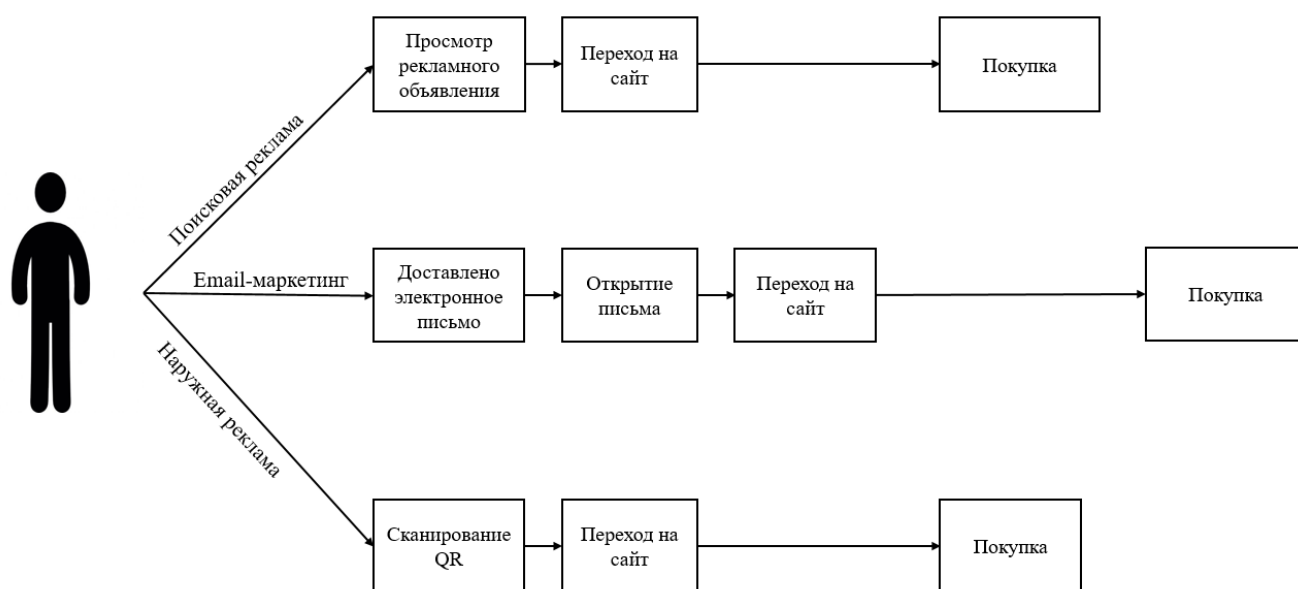 Поисковая реклама
Просмотр
рекламного
объявления
Переход на
сайт
Покупка
Email-маркетинг
Доставлено
электронное
письмо
Открытие
письма
Переход на
сайт
Покупка
Наружная реклама
Сканирование
QR
Переход на
сайт
Покупка